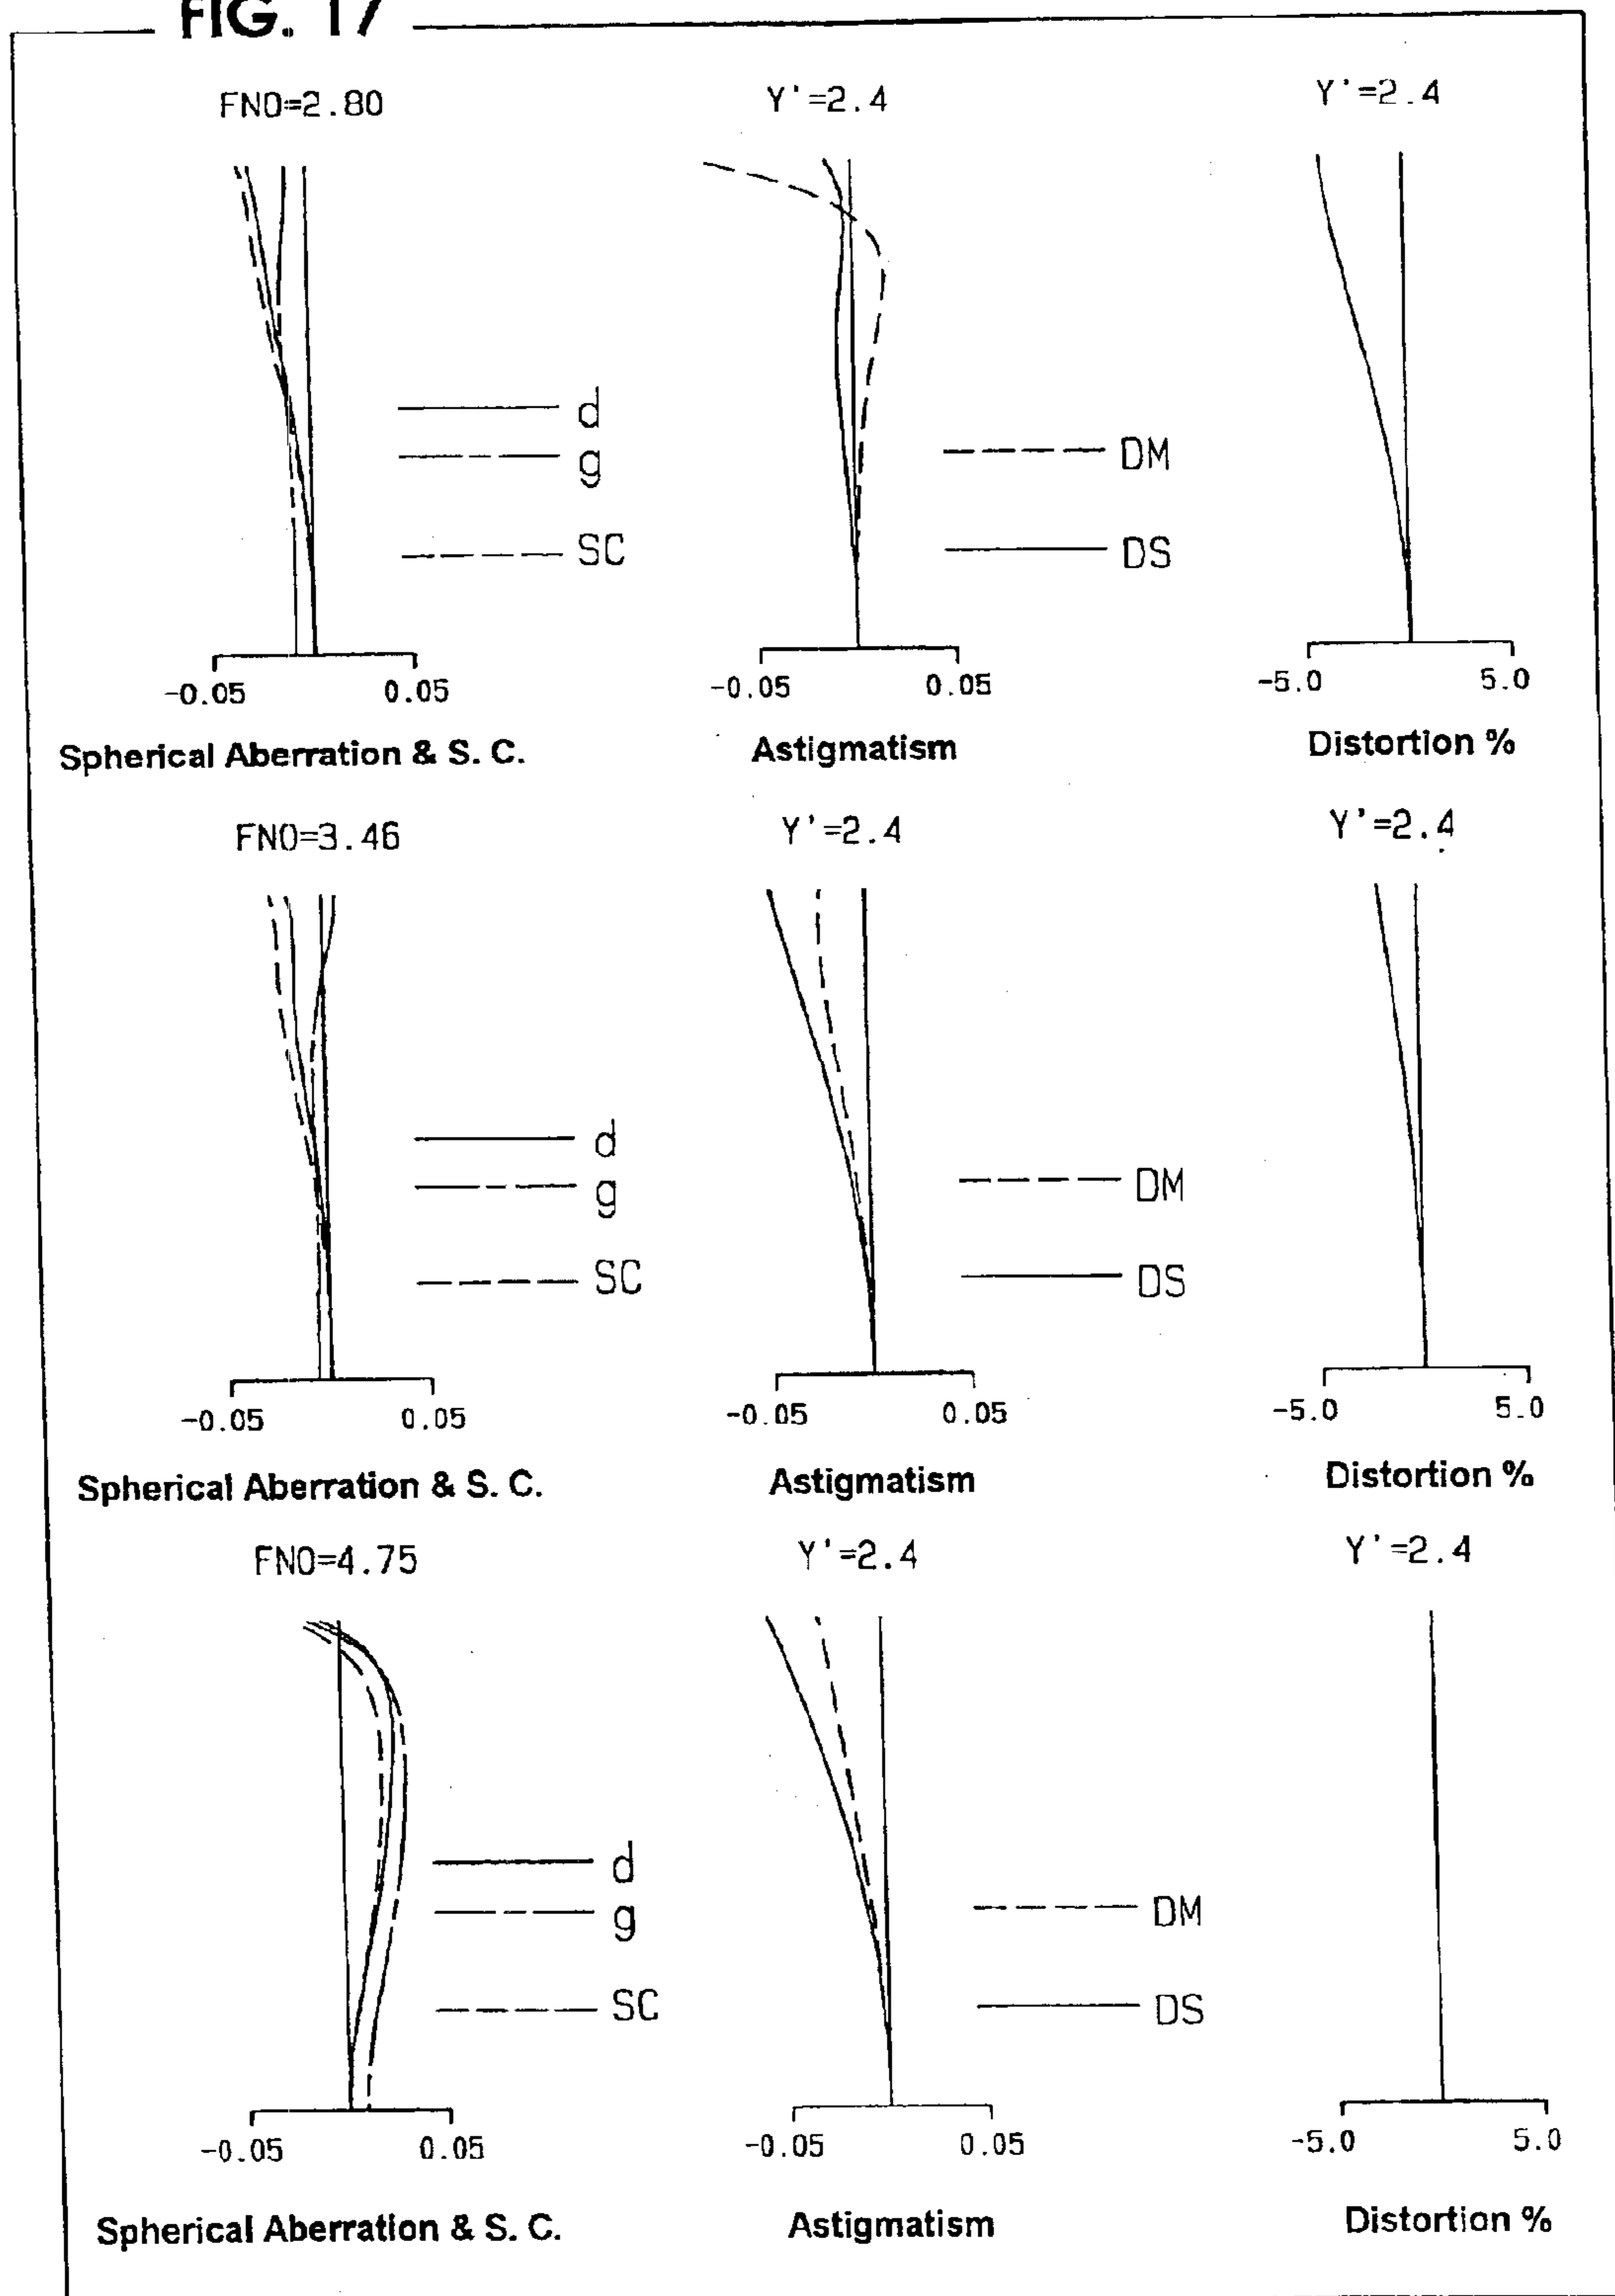 FIG. 17
FNO=2.80 Y'=2.4 Y'=2.4
d
g
SC
DM
DS
-0.05 0.05 -0.05 0.05 -5.0 5.0
Spherical Aberration & S. C. Astigmatism Distortion %
FNO=3.46 Y'=2.4 Y'=2.4
d
g
SC
DM
DS
-0.05 0.05 -0.05 0.05 -5.0 5.0
Spherical Aberration & S. C. Astigmatism Distortion %
FNO=4.75 Y'=2.4 Y'=2.4
d
g
SC
DM
DS
-0.05 0.05 -0.05 0.05 -5.0 5.0
Spherical Aberration & S. C. Astigmatism Distortion %